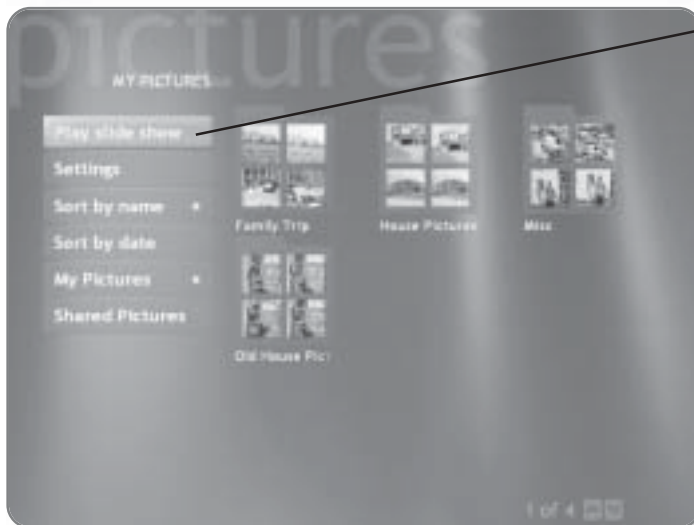 pictures
MY PICTURES
Play slide show
Settings
Sort by name
Sort by date
My Pictures
Shared Pictures
Family Trip
House Pictures
Misc
Old House Pict
1 of 4